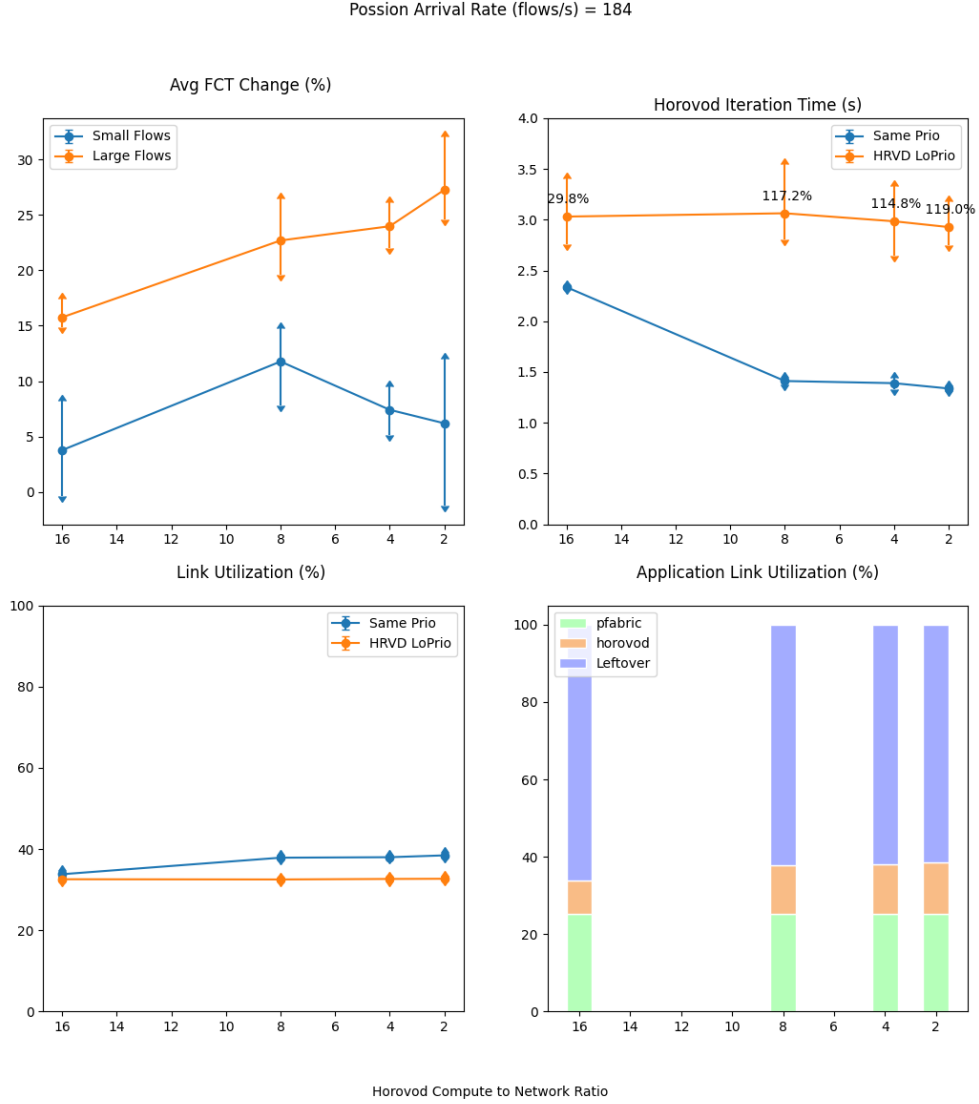 Possion Arrival Rate (flows/s) = 184
Avg FCT Change (%)
Small Flows
Large Flows
30
25
20
15
10
5
0
16 14 12 10 8 6 4 2
Horovod Iteration Time (s)
Same Prio
HRVD LoPrio
29.8% 117.2% 114.8% 119.0%
4.0
3.5
3.0
2.5
2.0
1.5
1.0
0.5
0.0
16 14 12 10 8 6 4 2
Link Utilization (%)
Same Prio
HRVD LoPrio
100
80
60
40
20
0
16 14 12 10 8 6 4 2
Application Link Utilization (%)
pfabric
horovod
Leftover
100
80
60
40
20
0
16 14 12 10 8 6 4 2
Horovod Compute to Network Ratio